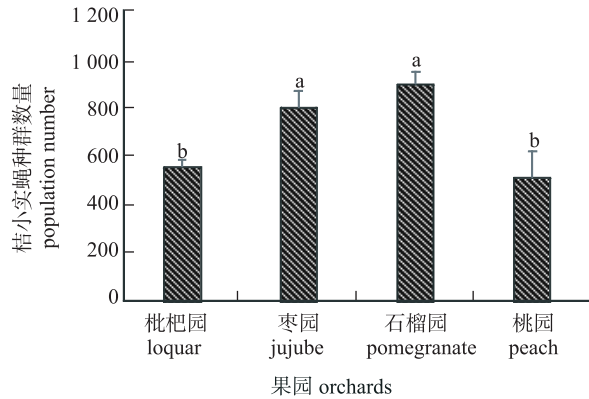 1 200
1 000
800
600
400
200
0
桔小实蝇种群数量
population number
b
a
a
b
枇杷园
loquar
枣园
jujube
石榴园
pomegranate
桃园
peach
果园 orchards